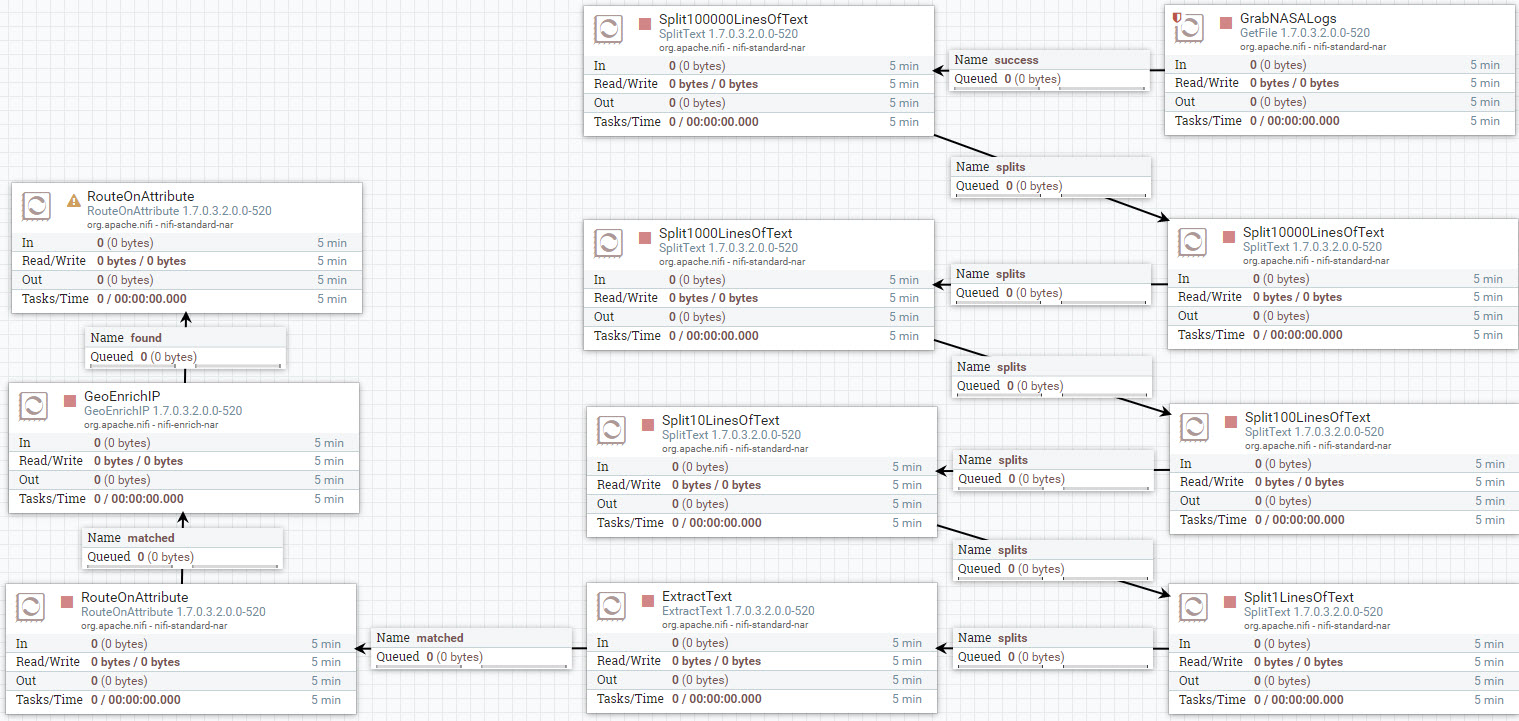 Split100000LinesOfText
SplitText 1.7.0.3.2.0.0-520
org.apache.nifi - nifi-standard-nar
In 0 (0 bytes) 5 min
Read/Write 0 bytes / 0 bytes 5 min
Out 0 (0 bytes) 5 min
Tasks/Time 0 / 00:00:00.000 5 min
Name success
Queued 0 (0 bytes)
GrabNASALogs
GetFile 1.7.0.3.2.0.0-520
org.apache.nifi - nifi-standard-nar
In 0 (0 bytes) 5 min
Read/Write 0 bytes / 0 bytes 5 min
Out 0 (0 bytes) 5 min
Tasks/Time 0 / 00:00:00.000 5 min
Name splits
Queued 0 (0 bytes)
RouteOnAttribute
RouteOnAttribute 1.7.0.3.2.0.0-520
org.apache.nifi - nifi-standard-nar
In 0 (0 bytes) 5 min
Read/Write 0 bytes / 0 bytes 5 min
Out 0 (0 bytes) 5 min
Tasks/Time 0 / 00:00:00.000 5 min
Split1000LinesOfText
SplitText 1.7.0.3.2.0.0-520
org.apache.nifi - nifi-standard-nar
In 0 (0 bytes) 5 min
Read/Write 0 bytes / 0 bytes 5 min
Out 0 (0 bytes) 5 min
Tasks/Time 0 / 00:00:00.000 5 min
Name splits
Queued 0 (0 bytes)
Split10000LinesOfText
SplitText 1.7.0.3.2.0.0-520
org.apache.nifi - nifi-standard-nar
In 0 (0 bytes) 5 min
Read/Write 0 bytes / 0 bytes 5 min
Out 0 (0 bytes) 5 min
Tasks/Time 0 / 00:00:00.000 5 min
Name found
Queued 0 (0 bytes)
Name splits
Queued 0 (0 bytes)
GeoEnrichIP
GeoEnrichIP 1.7.0.3.2.0.0-520
org.apache.nifi - nifi-enrich-nar
In 0 (0 bytes) 5 min
Read/Write 0 bytes / 0 bytes 5 min
Out 0 (0 bytes) 5 min
Tasks/Time 0 / 00:00:00.000 5 min
Split10LinesOfText
SplitText 1.7.0.3.2.0.0-520
org.apache.nifi - nifi-standard-nar
In 0 (0 bytes) 5 min
Read/Write 0 bytes / 0 bytes 5 min
Out 0 (0 bytes) 5 min
Tasks/Time 0 / 00:00:00.000 5 min
Name splits
Queued 0 (0 bytes)
Split100LinesOfText
SplitText 1.7.0.3.2.0.0-520
org.apache.nifi - nifi-standard-nar
In 0 (0 bytes) 5 min
Read/Write 0 bytes / 0 bytes 5 min
Out 0 (0 bytes) 5 min
Tasks/Time 0 / 00:00:00.000 5 min
Name matched
Queued 0 (0 bytes)
Name splits
Queued 0 (0 bytes)
RouteOnAttribute
RouteOnAttribute 1.7.0.3.2.0.0-520
org.apache.nifi - nifi-standard-nar
In 0 (0 bytes) 5 min
Read/Write 0 bytes / 0 bytes 5 min
Out 0 (0 bytes) 5 min
Tasks/Time 0 / 00:00:00.000 5 min
Name matched
Queued 0 (0 bytes)
ExtractText
ExtractText 1.7.0.3.2.0.0-520
org.apache.nifi - nifi-standard-nar
In 0 (0 bytes) 5 min
Read/Write 0 bytes / 0 bytes 5 min
Out 0 (0 bytes) 5 min
Tasks/Time 0 / 00:00:00.000 5 min
Name splits
Queued 0 (0 bytes)
Split1LinesOfText
SplitText 1.7.0.3.2.0.0-520
org.apache.nifi - nifi-standard-nar
In 0 (0 bytes) 5 min
Read/Write 0 bytes / 0 bytes 5 min
Out 0 (0 bytes) 5 min
Tasks/Time 0 / 00:00:00.000 5 min